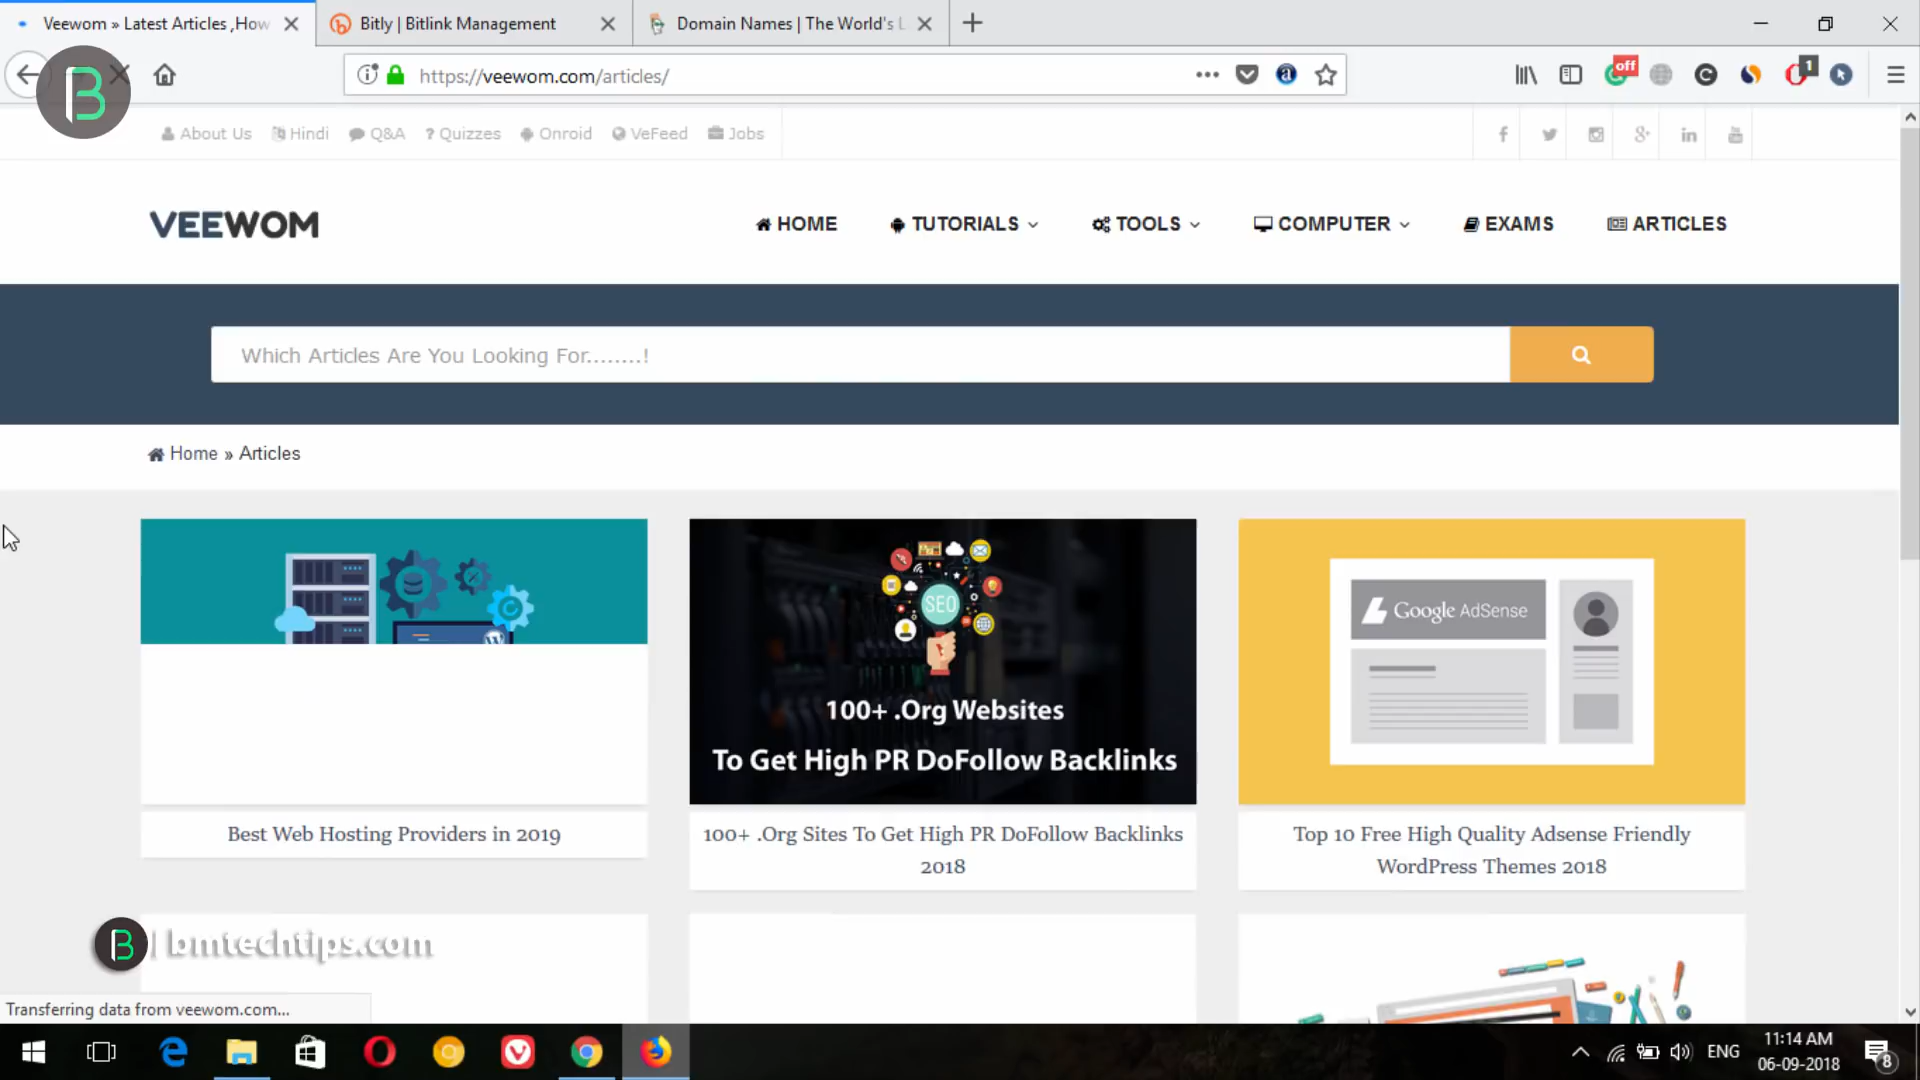 Veewom » Latest Articles ,How
Bitly | Bitlink Management
Domain Names | The World's L
https://veewom.com/articles/
off
1
About Us
Hindi
Q&A
? Quizzes
Onroid
VeFeed
Jobs
VEEWOM
HOME
TUTORIALS
TOOLS
COMPUTER
EXAMS
ARTICLES
Which Articles Are You Looking For........!
Home » Articles
SEO
100+ .Org Websites
To Get High PR DoFollow Backlinks
Google AdSense
Best Web Hosting Providers in 2019
100+ .Org Sites To Get High PR DoFollow Backlinks
2018
Top 10 Free High Quality Adsense Friendly
WordPress Themes 2018
B | bmtechtips.com
Transferring data from veewom.com...
ENG
11:14 AM
06-09-2018
8